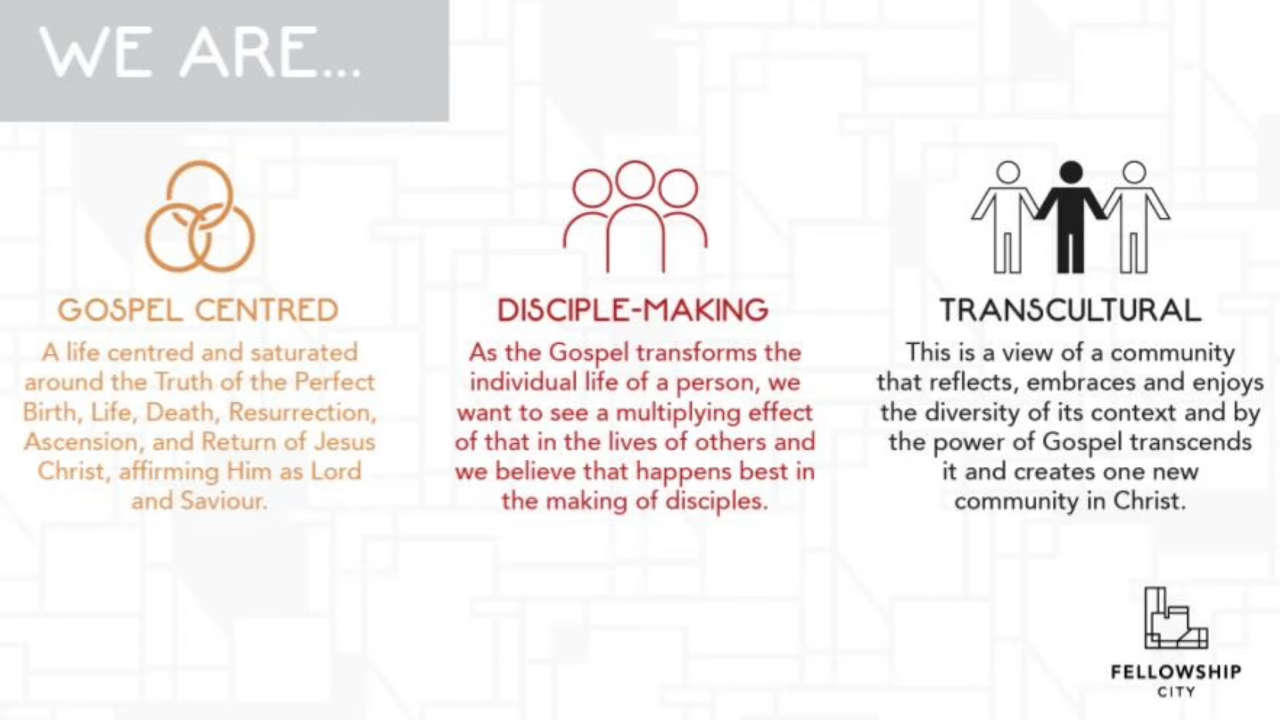 WE ARE...
GOSPEL CENTRED
A life centred and saturated
around the Truth of the Perfect
Birth, Life, Death, Resurrection,
Ascension, and Return of Jesus
Christ, affirming Him as Lord
and Saviour.
DISCIPLE-MAKING
As the Gospel transforms the
individual life of a person, we
want to see a multiplying effect
of that in the lives of others and
we believe that happens best in
the making of disciples.
TRANSCULTURAL
This is a view of a community
that reflects, embraces and enjoys
the diversity of its context and by
the power of Gospel transcends
it and creates one new
community in Christ.
FELLOWSHIP
CITY